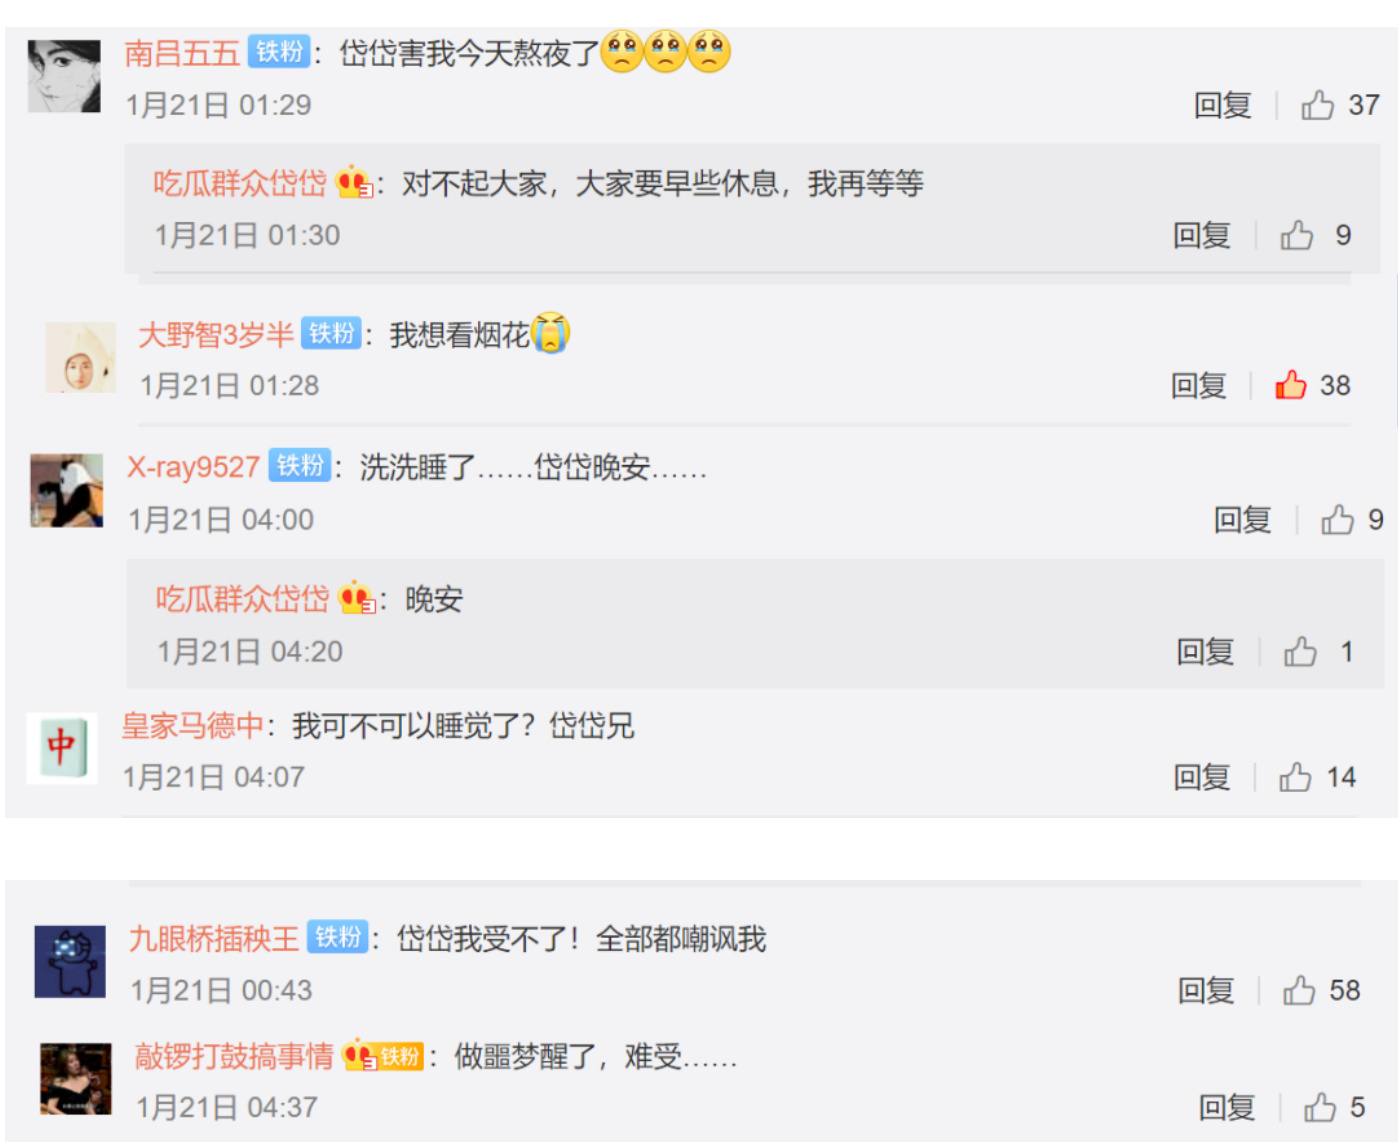 南吕五五 铁粉：岱岱害我今天熬夜了
1月21日 01:29 回复 37
吃瓜群众岱岱：对不起大家，大家要早些休息，我再等等
1月21日 01:30 回复 9
大野智3岁半 铁粉：我想看烟花
1月21日 01:28 回复 38
X-ray9527 铁粉：洗洗睡了……岱岱晚安……
1月21日 04:00 回复 9
吃瓜群众岱岱：晚安
1月21日 04:20 回复 1
中
皇家马德中：我可不可以睡觉了？岱岱兄
1月21日 04:07 回复 14
九眼桥插秧王 铁粉：岱岱我受不了！全部都嘲讽我
1月21日 00:43 回复 58
敲锣打鼓搞事情 铁粉：做噩梦醒了，难受……
1月21日 04:37 回复 5